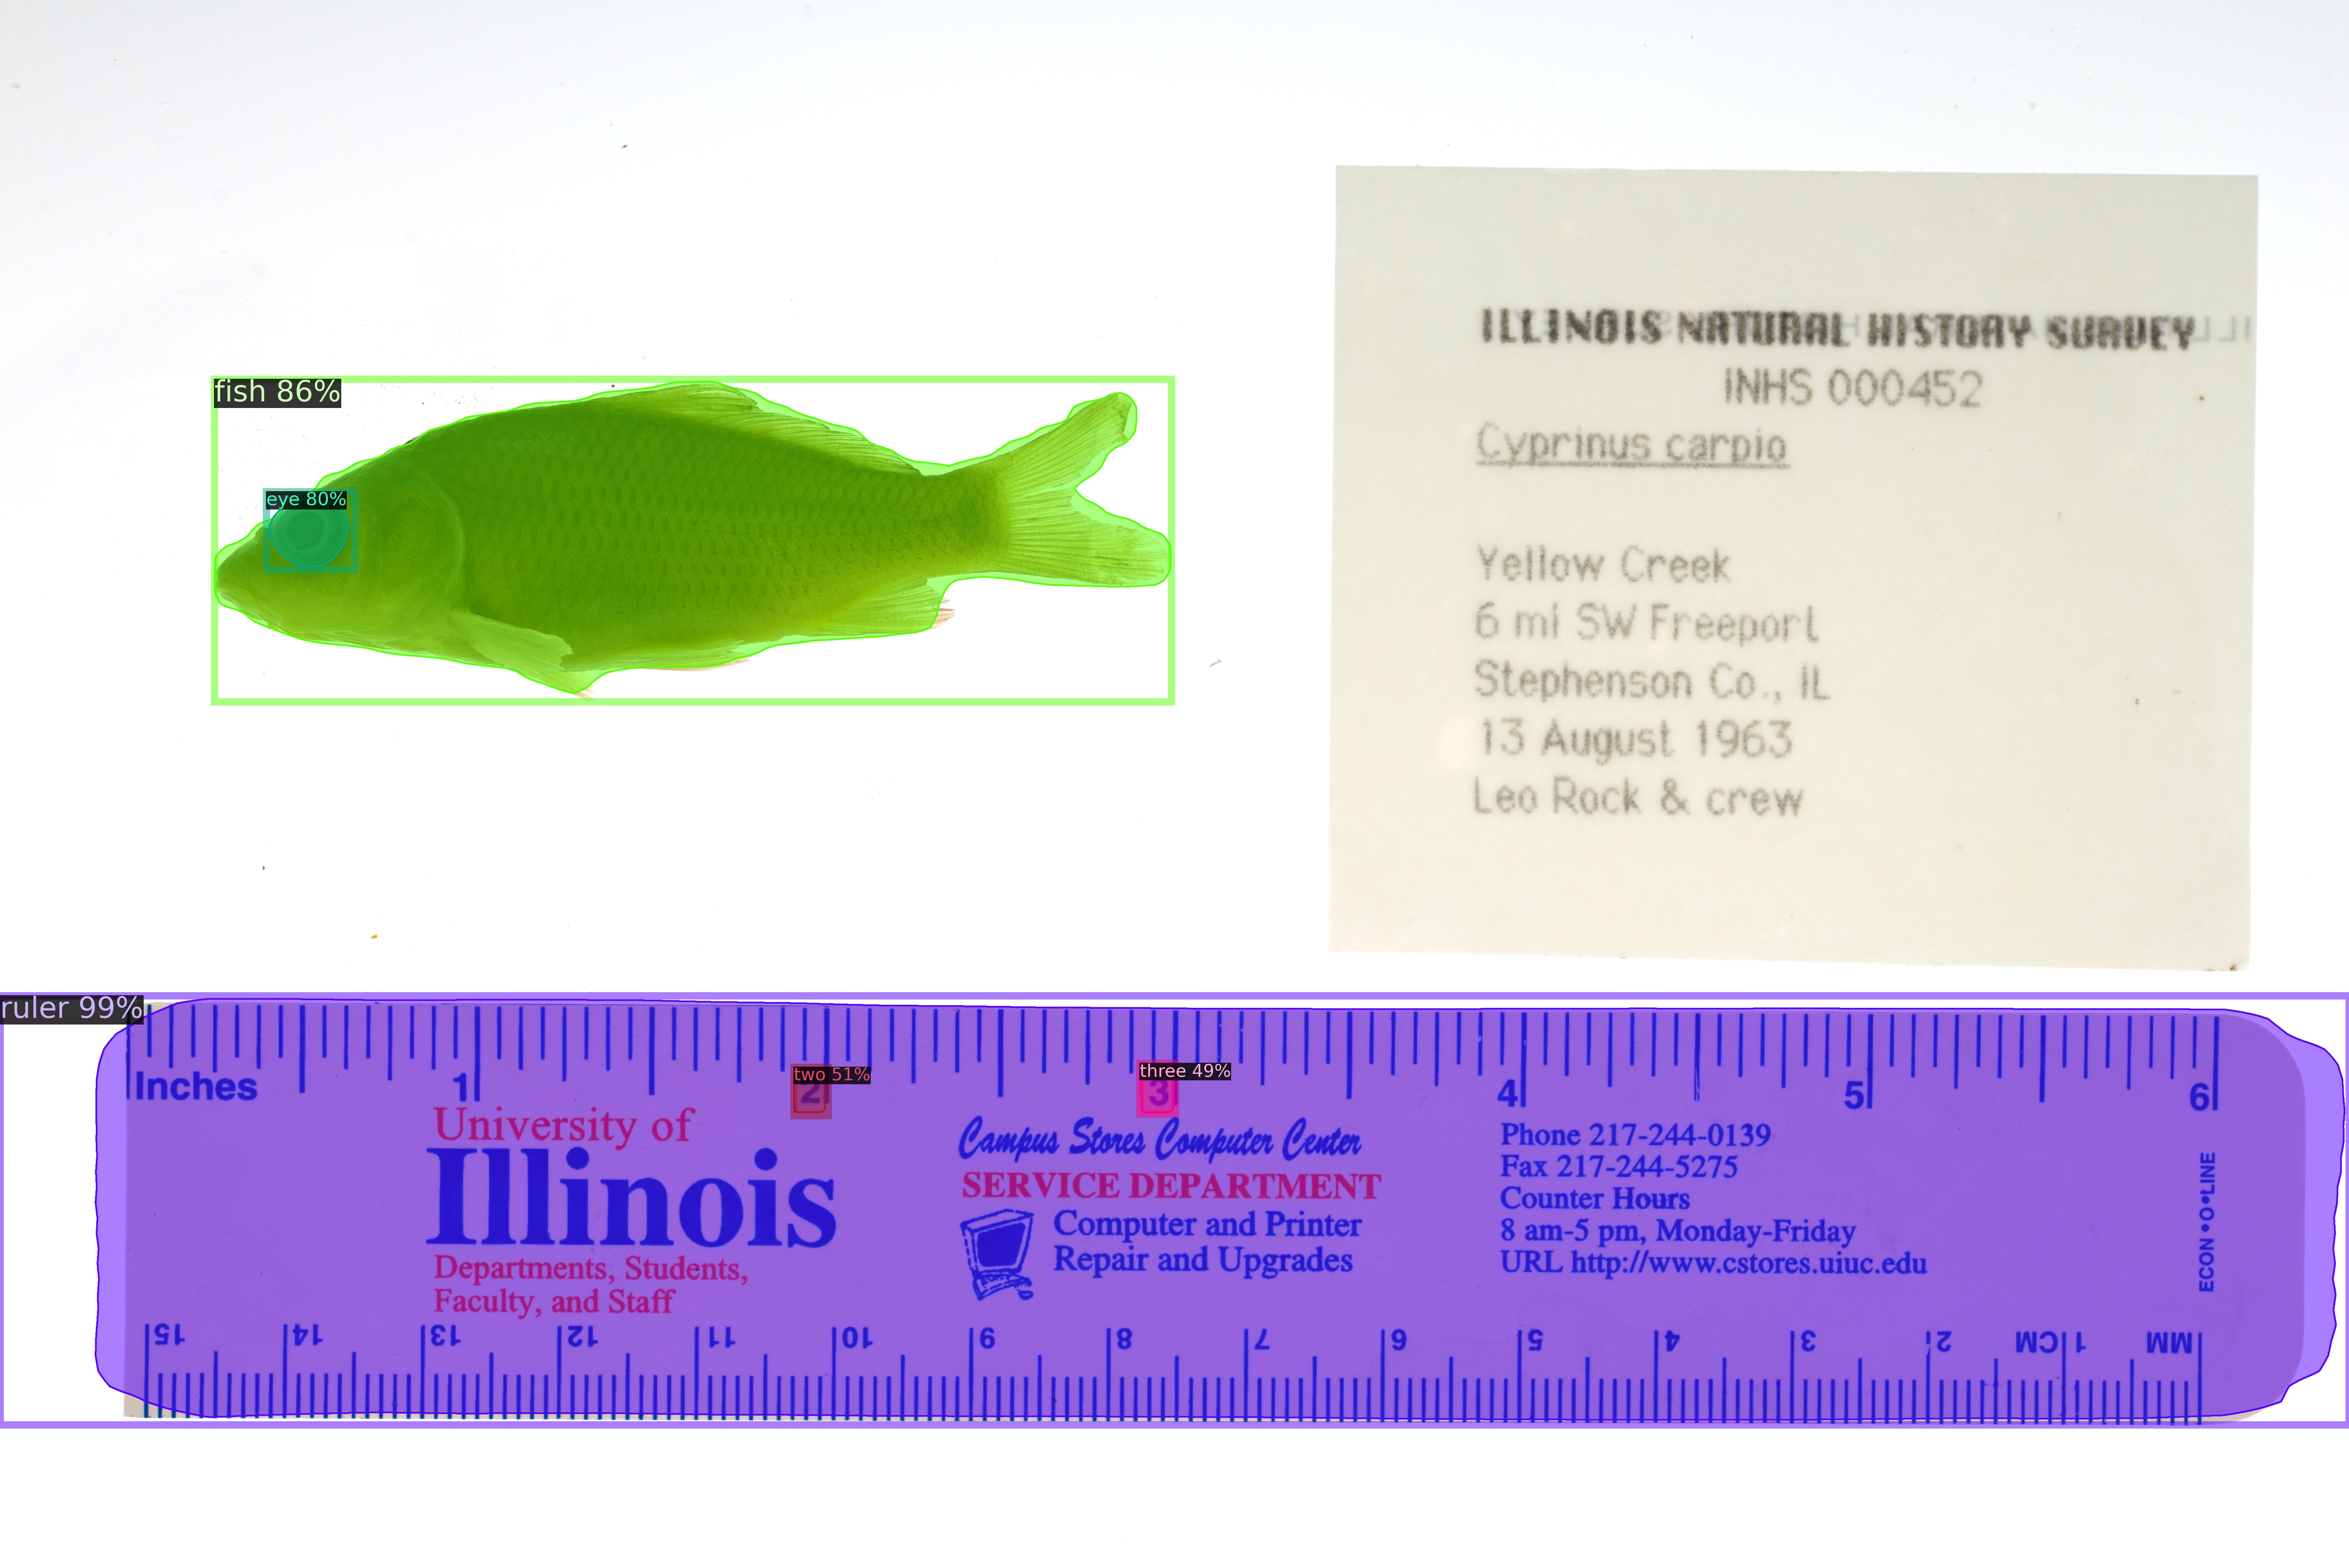 fish 86%
eye 80%
ILLINOIS NATURAL HISTORY SURVEY
INHS 000452
Cyprinus carpio
Yellow Creek
6 mi SW Freeport
Stephenson Co., IL
13 August 1963
Leo Rock & crew
ruler 99%
two 51%
three 49%
Inches 1 2 3 4 5 6
University of
Illinois
Departments, Students,
Faculty, and Staff
Campus Stores Computer Center
SERVICE DEPARTMENT
Computer and Printer
Repair and Upgrades
Phone 217-244-0139
Fax 217-244-5275
Counter Hours
8 am-5 pm, Monday-Friday
URL http://www.cstores.uiuc.edu
ECON•O•LINE
15 14 13 12 11 10 9 8 7 6 5 4 3 2 1 CM MM